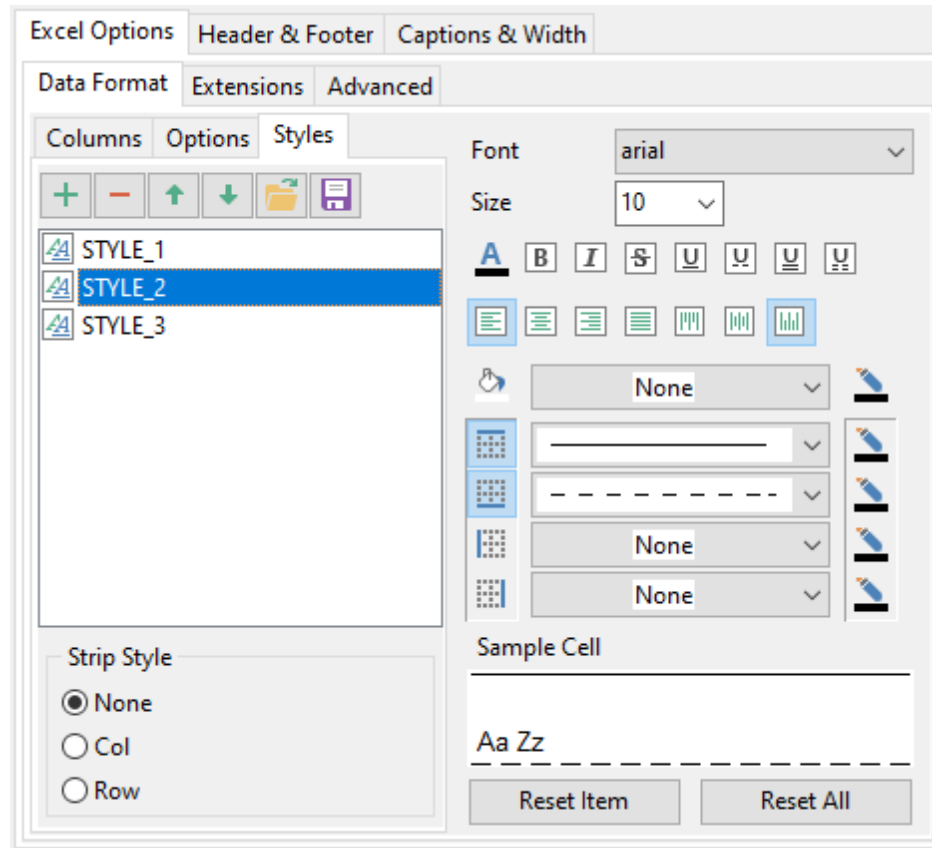 Excel Options Header & Footer Captions & Width
Data Format Extensions Advanced
Columns Options Styles
STYLE_1
STYLE_2
STYLE_3
Strip Style
None
Col
Row
Font arial
Size 10
A B I S U U U U
None
None
None
Sample Cell
Aa Zz
Reset Item Reset All